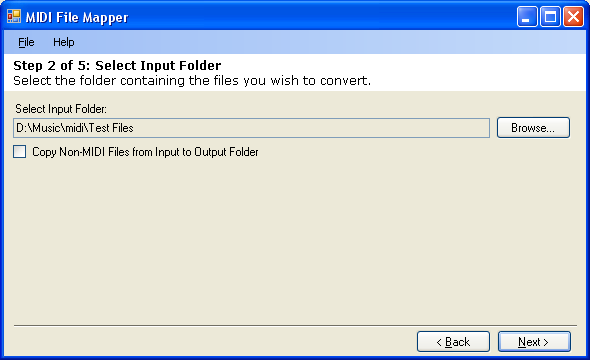 MIDI File Mapper
File Help
Step 2 of 5: Select Input Folder
Select the folder containing the files you wish to convert.
Select Input Folder:
D:\Music\midi\Test Files Browse...
Copy Non-MIDI Files from Input to Output Folder
< Back Next >